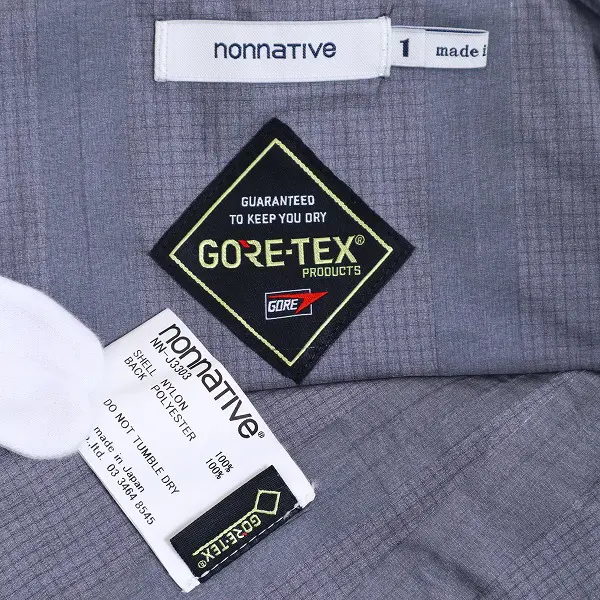 nonnative
1 made i
GUARANTEED
TO KEEP YOU DRY
GORE-TEX®
PRODUCTS
GORE
nonnative®
NN-J3303
SHELL NYLON 100%
BACK POLYESTER 100%
DO NOT TUMBLE DRY
made in Japan
o.,ltd. 03 3464 8545
GORE-TEX®